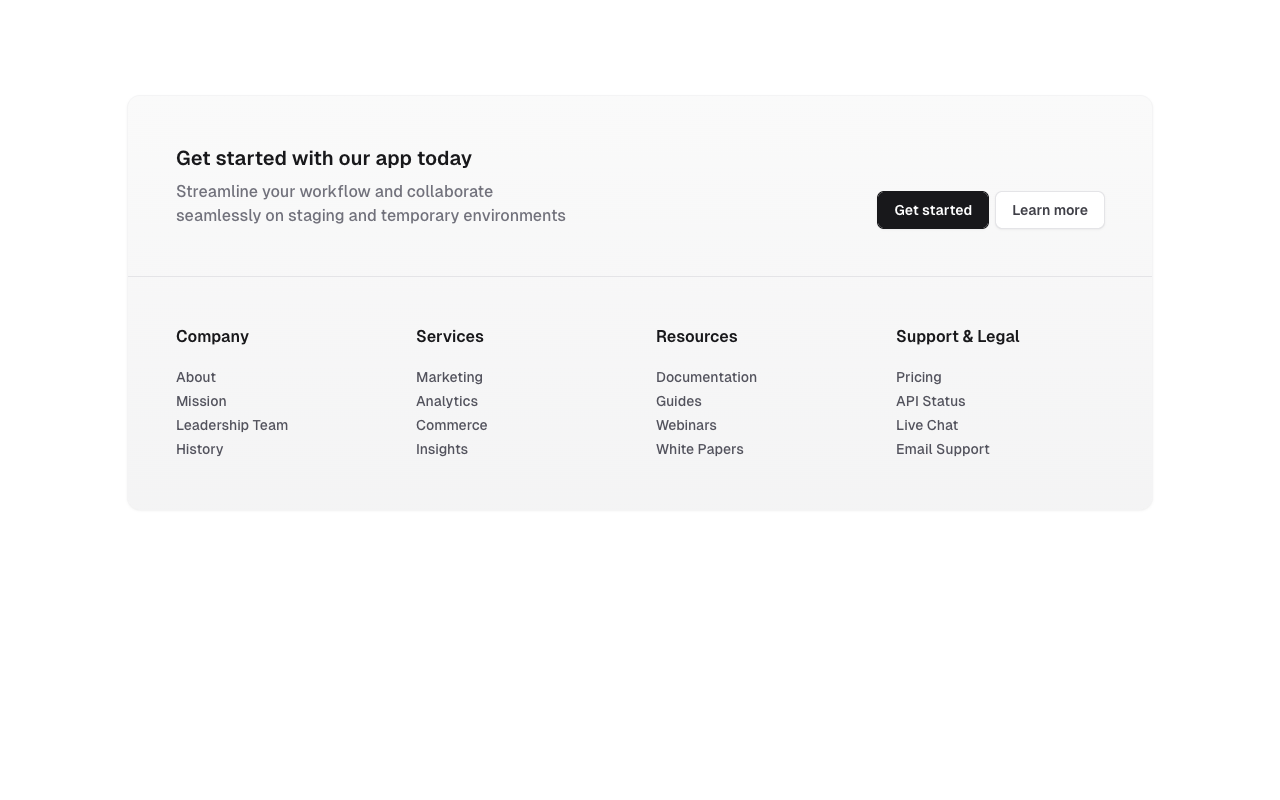 Get started with our app today
Streamline your workflow and collaborate
seamlessly on staging and temporary environments
Get started
Learn more
Company
About
Mission
Leadership Team
History
Services
Marketing
Analytics
Commerce
Insights
Resources
Documentation
Guides
Webinars
White Papers
Support & Legal
Pricing
API Status
Live Chat
Email Support